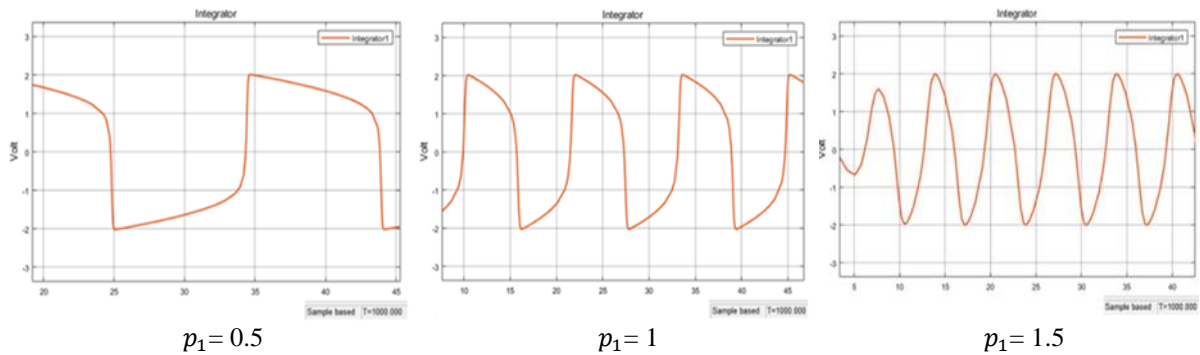 Integrator
Integrator1
Volt
3
2
1
0
-1
-2
-3
20
25
30
35
40
45
Sample based T=1000.000
p₁= 0.5
Integrator
Integrator1
Volt
3
2
1
0
-1
-2
-3
10
15
20
25
30
35
40
45
Sample based T=1000.000
p₁= 1
Integrator
Integrator1
Volt
3
2
1
0
-1
-2
-3
5
10
15
20
25
30
35
40
Sample based T=1000.000
p₁= 1.5